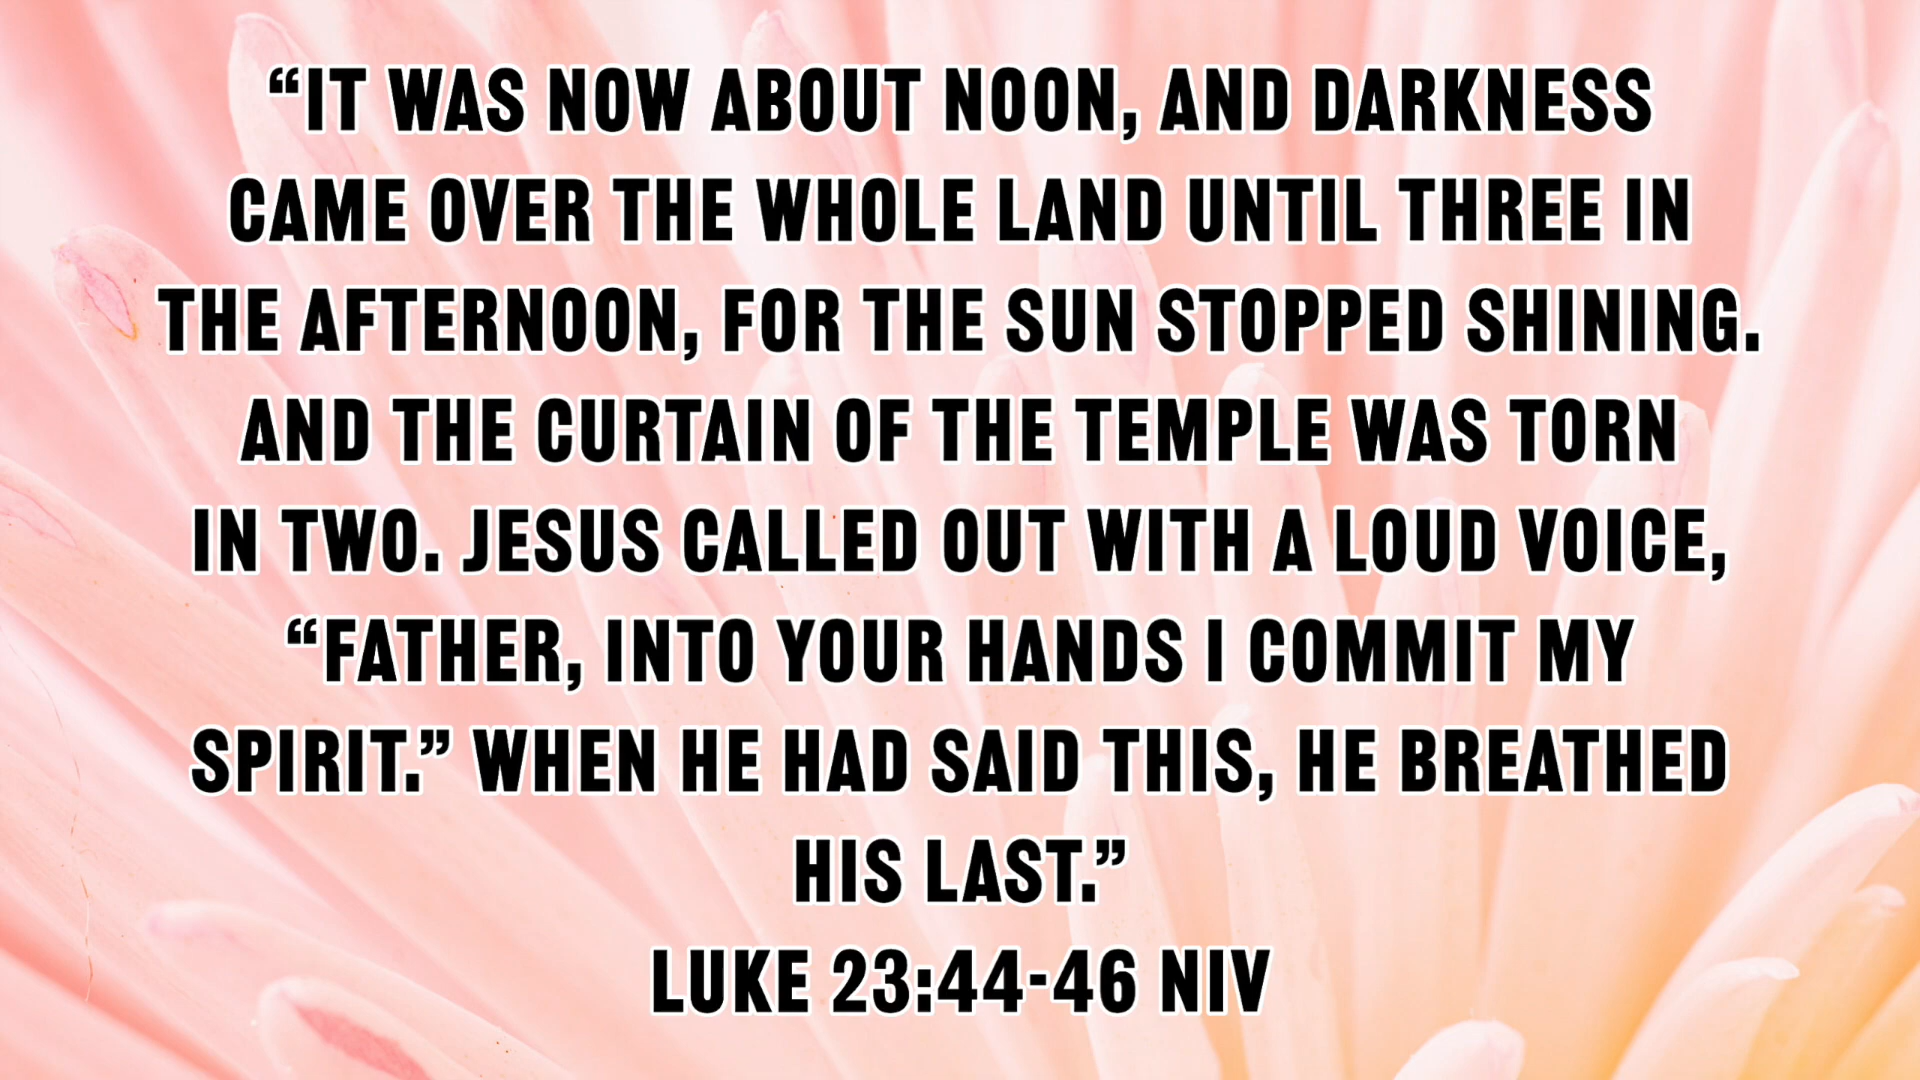 “IT WAS NOW ABOUT NOON, AND DARKNESS
CAME OVER THE WHOLE LAND UNTIL THREE IN
THE AFTERNOON, FOR THE SUN STOPPED SHINING.
AND THE CURTAIN OF THE TEMPLE WAS TORN
IN TWO. JESUS CALLED OUT WITH A LOUD VOICE,
“FATHER, INTO YOUR HANDS I COMMIT MY
SPIRIT.” WHEN HE HAD SAID THIS, HE BREATHED
HIS LAST.”
LUKE 23:44-46 NIV